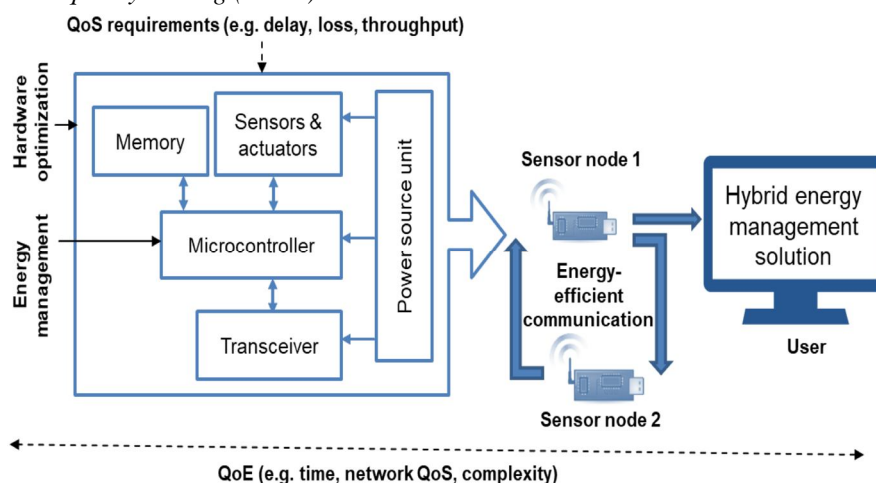 QoS requirements (e.g. delay, loss, throughput)
Hardware
optimization
Energy
management
Memory
Sensors &
actuators
Microcontroller
Transceiver
Power source unit
Sensor node 1
Energy-
efficient
communication
Sensor node 2
Hybrid energy
management
solution
User
QoE (e.g. time, network QoS, complexity)